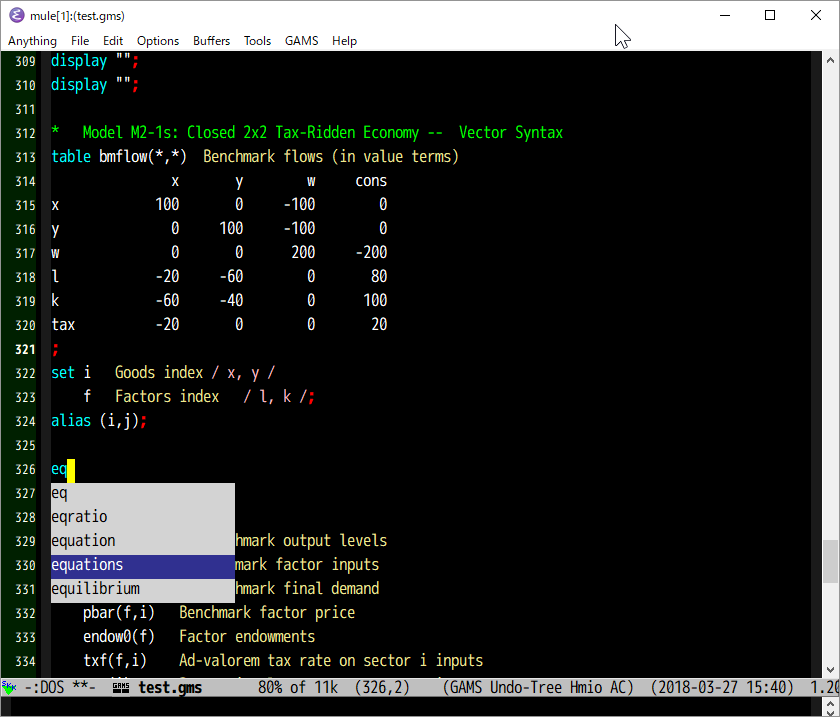 mule[1]:(test.gms)
Anything File Edit Options Buffers Tools GAMS Help
309 display "";
310 display "";
311
312 *   Model M2-1s: Closed 2x2 Tax-Ridden Economy --  Vector Syntax
313 table bmflow(*,*)  Benchmark flows (in value terms)
314                x       y        w     cons
315 x            100       0     -100        0
316 y              0     100     -100        0
317 w              0       0      200     -200
318 l            -20     -60        0       80
319 k            -60     -40        0      100
320 tax          -20       0        0       20
321 ;
322 set i   Goods index / x, y /
323     f   Factors index   / l, k /;
324 alias (i,j);
325
326 eq
327 eq
328 eqratio
329 equation hmark output levels
330 equations mark factor inputs
331 equilibrium hmark final demand
332     pbar(f,i)   Benchmark factor price
333     endow0(f)   Factor endowments
334     txf(f,i)    Ad-valorem tax rate on sector i inputs
-:DOS **-  GAMS test.gms       80% of 11k  (326,2)    (GAMS Undo-Tree Hmio AC)  (2018-03-27 15:40)  1.20